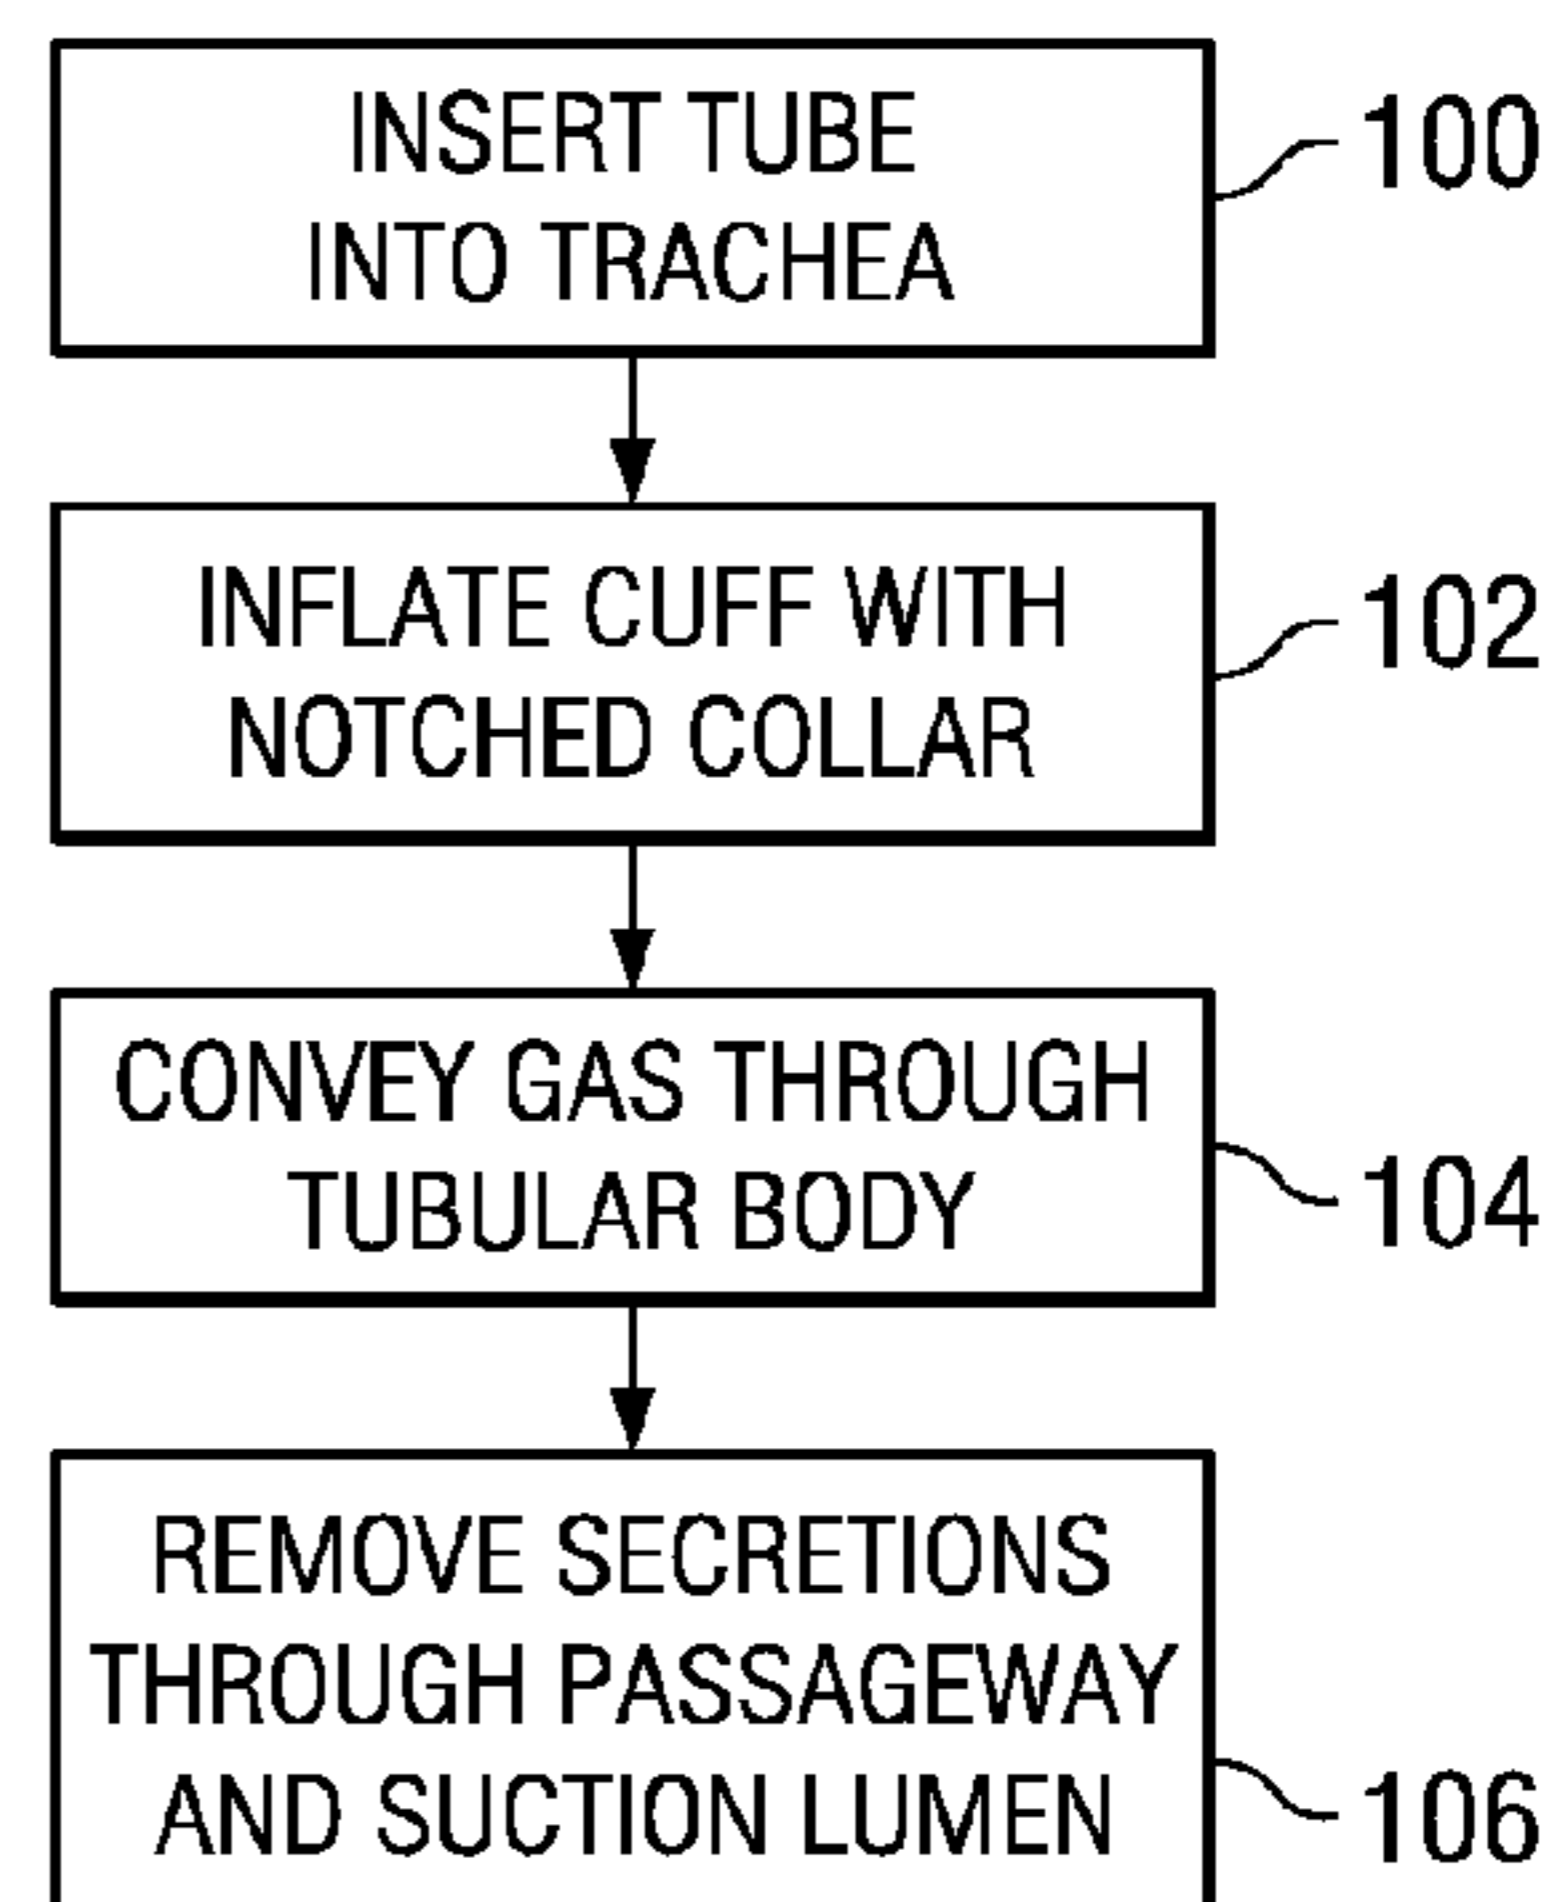 INSERT TUBE
INTO TRACHEA
100
INFLATE CUFF WITH
NOTCHED COLLAR
102
CONVEY GAS THROUGH
TUBULAR BODY
104
REMOVE SECRETIONS
THROUGH PASSAGEWAY
AND SUCTION LUMEN
106